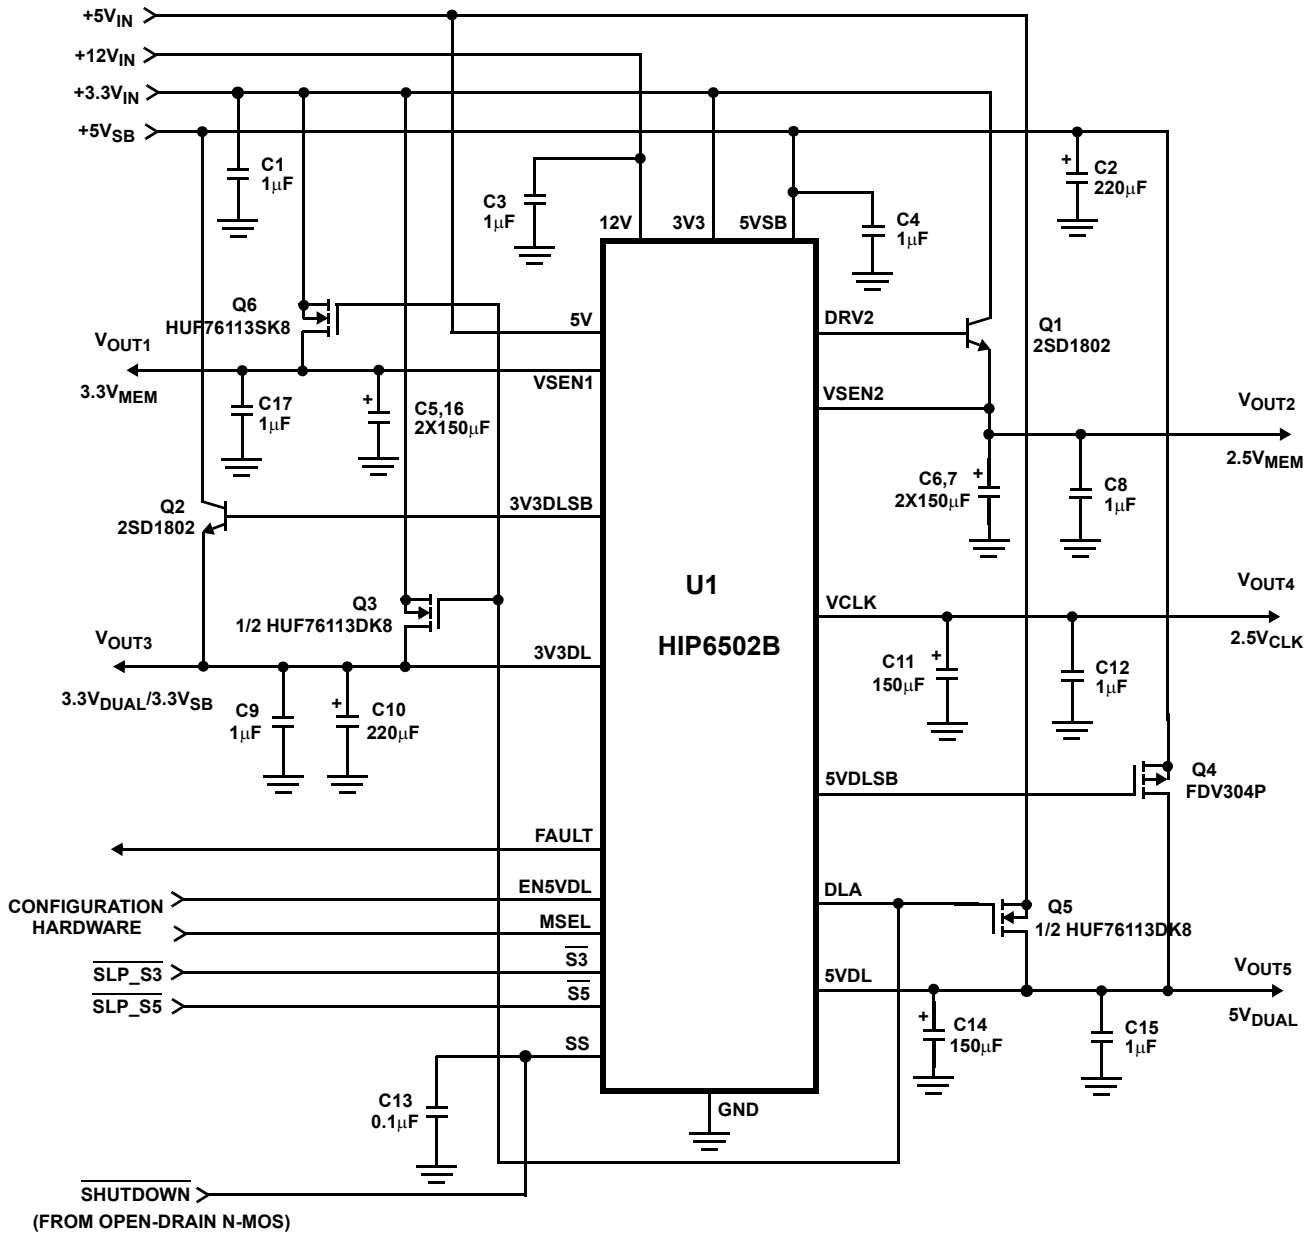 +5VIN
+12VIN
+3.3VIN
+5VSB
C1
1μF
C3
1μF
12V
3V3
5VSB
C4
1μF
+
C2
220μF
Q6
HUF76113SK8
5V
DRV2
Q1
2SD1802
VOUT1
3.3VMEM
VSEN1
VSEN2
C17
1μF
+
C5,16
2X150μF
VOUT2
2.5VMEM
C6,7
2X150μF
+
C8
1μF
Q2
2SD1802
3V3DLSB
U1
HIP6502B
Q3
1/2 HUF76113DK8
VCLK
VOUT4
2.5VCLK
VOUT3
3.3VDUAL/3.3VSB
3V3DL
C11
150μF
+
C12
1μF
C9
1μF
+
C10
220μF
5VDLSB
Q4
FDV304P
FAULT
EN5VDL
DLA
Q5
1/2 HUF76113DK8
CONFIGURATION
HARDWARE
MSEL
SLP_S3
S3
SLP_S5
S5
5VDL
VOUT5
5VDUAL
+
C14
150μF
C15
1μF
SS
C13
0.1μF
GND
SHUTDOWN
(FROM OPEN-DRAIN N-MOS)